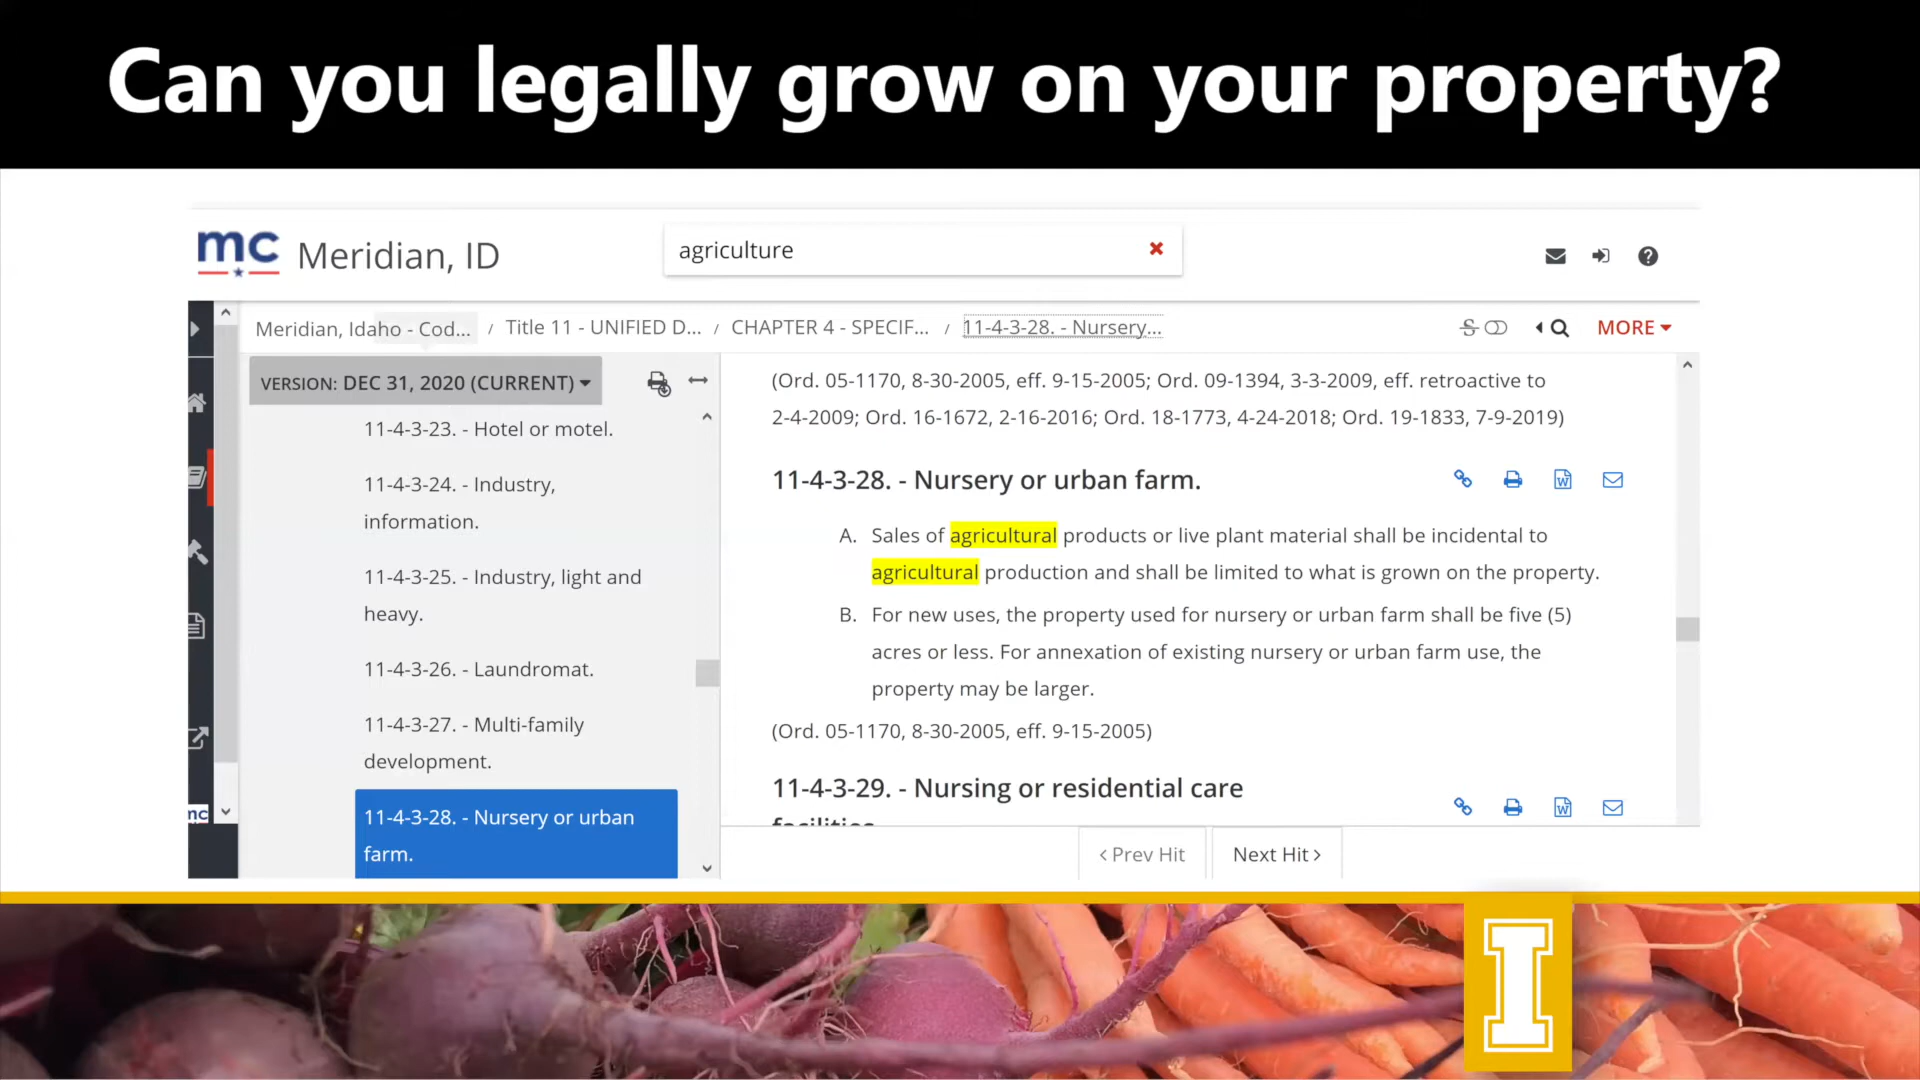 Can you legally grow on your property?
mc Meridian, ID
agriculture
Meridian, Idaho - Cod... / Title 11 - UNIFIED D... / CHAPTER 4 - SPECIF... / 11-4-3-28. - Nursery...
MORE
VERSION: DEC 31, 2020 (CURRENT)
11-4-3-23. - Hotel or motel.
11-4-3-24. - Industry,
information.
11-4-3-25. - Industry, light and
heavy.
11-4-3-26. - Laundromat.
11-4-3-27. - Multi-family
development.
11-4-3-28. - Nursery or urban
farm.
mc
(Ord. 05-1170, 8-30-2005, eff. 9-15-2005; Ord. 09-1394, 3-3-2009, eff. retroactive to
2-4-2009; Ord. 16-1672, 2-16-2016; Ord. 18-1773, 4-24-2018; Ord. 19-1833, 7-9-2019)
11-4-3-28. - Nursery or urban farm.
A. Sales of agricultural products or live plant material shall be incidental to
agricultural production and shall be limited to what is grown on the property.
B. For new uses, the property used for nursery or urban farm shall be five (5)
acres or less. For annexation of existing nursery or urban farm use, the
property may be larger.
(Ord. 05-1170, 8-30-2005, eff. 9-15-2005)
11-4-3-29. - Nursing or residential care
facilities
< Prev Hit
Next Hit >
I